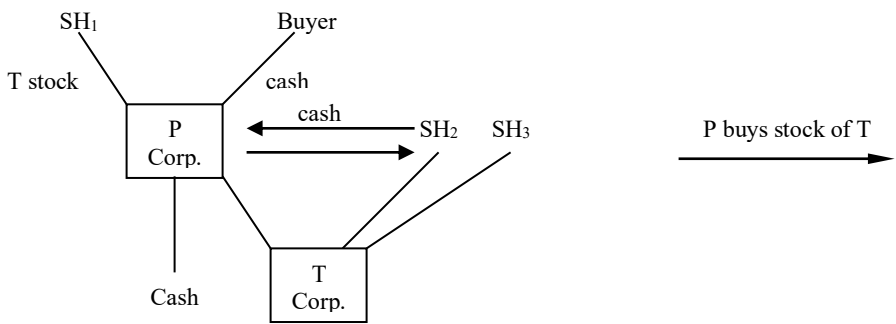 SH1
Buyer
T stock
cash
cash
P
Corp.
SH2
SH3
P buys stock of T
Cash
T
Corp.